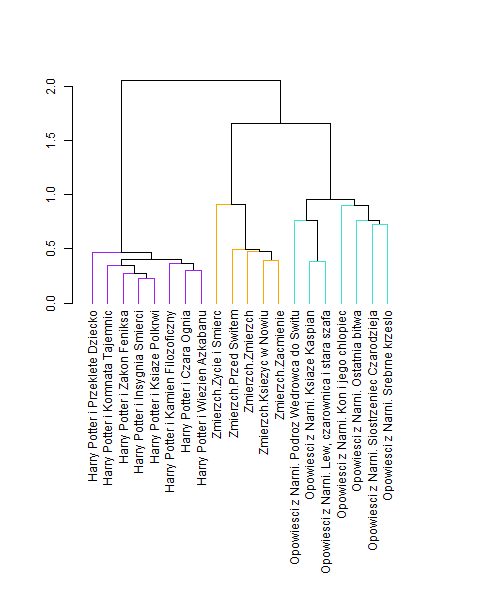 2.0
1.5
1.0
0.5
0.0
Harry Potter i Przeklete Dziecko
Harry Potter i Komnata Tajemnic
Harry Potter i Zakon Feniksa
Harry Potter i Insygnia Smierci
Harry Potter i Ksiaze Polkrwi
Harry Potter i Kamien Filozoficzny
Harry Potter i Czara Ognia
Harry Potter i Wiezien Azkabanu
Zmierzch.Zycie i Smierc
Zmierzch.Przed Switem
Zmierzch.Zmierzch
Zmierzch.Ksiezyc w Nowiu
Zmierzch.Zacmienie
Opowiesci z Narni. Podroz Wedrowca do Switu
Opowiesci z Narni. Ksiaze Kaspian
Opowiesci z Narni. Lew, czarownica i stara szafa
Opowiesci z Narni. Kon i jego chlopiec
Opowiesci z Narni. Ostatnia bitwa
Opowiesci z Narni. Siostrzeniec Czarodzieja
Opowiesci z Narni. Srebrne krzeslo